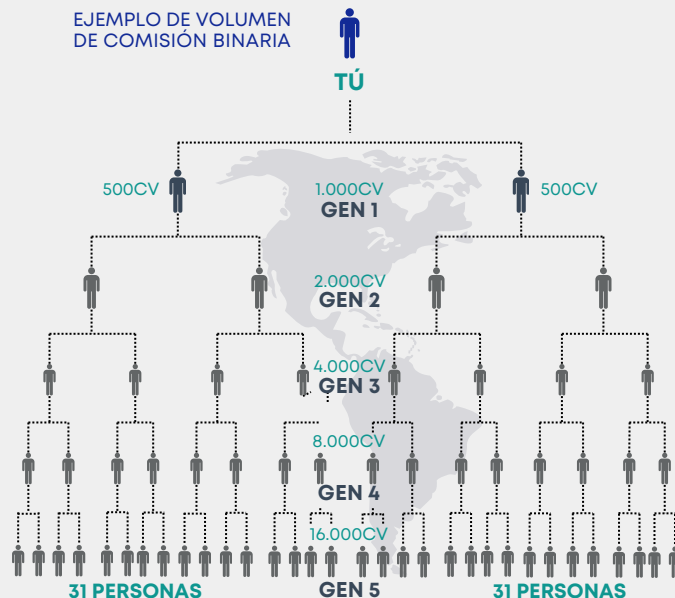 EJEMPLO DE VOLUMEN
DE COMISIÓN BINARIA
TÚ
500CV
1.000CV
500CV
GEN 1
2.000CV
GEN 2
4.000CV
GEN 3
8.000CV
GEN 4
16.000CV
31 PERSONAS
GEN 5
31 PERSONAS